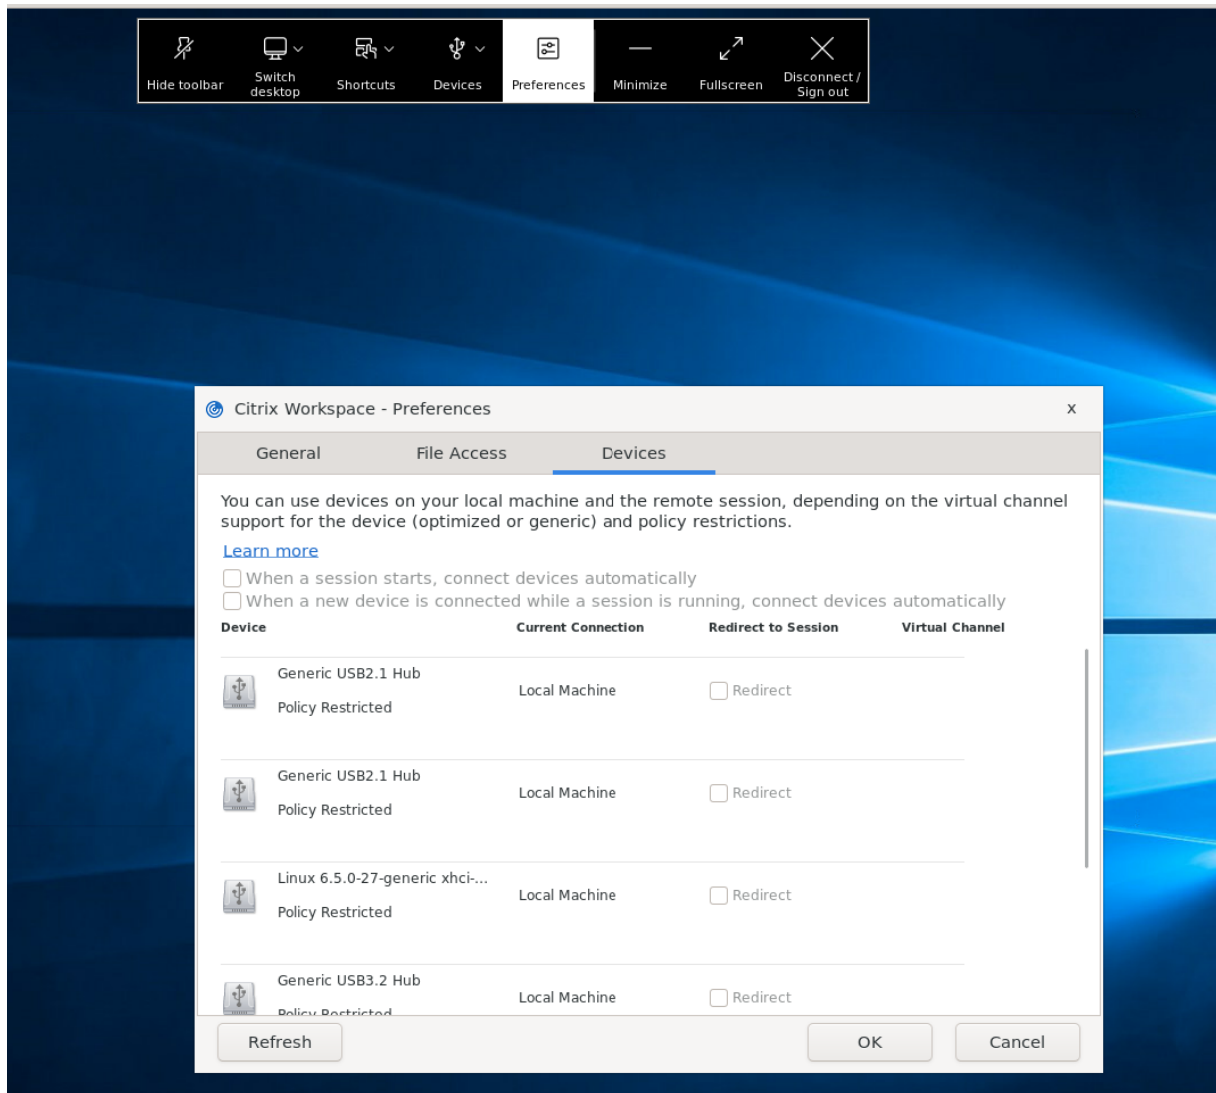 Hide toolbar
Switch
desktop
Shortcuts
Devices
Preferences
Minimize
Fullscreen
Disconnect /
Sign out
Citrix Workspace - Preferences
x
General
File Access
Devices
You can use devices on your local machine and the remote session, depending on the virtual channel
support for the device (optimized or generic) and policy restrictions.
Learn more
When a session starts, connect devices automatically
When a new device is connected while a session is running, connect devices automatically
Device Current Connection Redirect to Session Virtual Channel
Generic USB2.1 Hub
Local Machine Redirect
Policy Restricted
Generic USB2.1 Hub
Local Machine Redirect
Policy Restricted
Linux 6.5.0-27-generic xhci-...
Local Machine Redirect
Policy Restricted
Generic USB3.2 Hub
Local Machine Redirect
Policy Restricted
Refresh
OK
Cancel